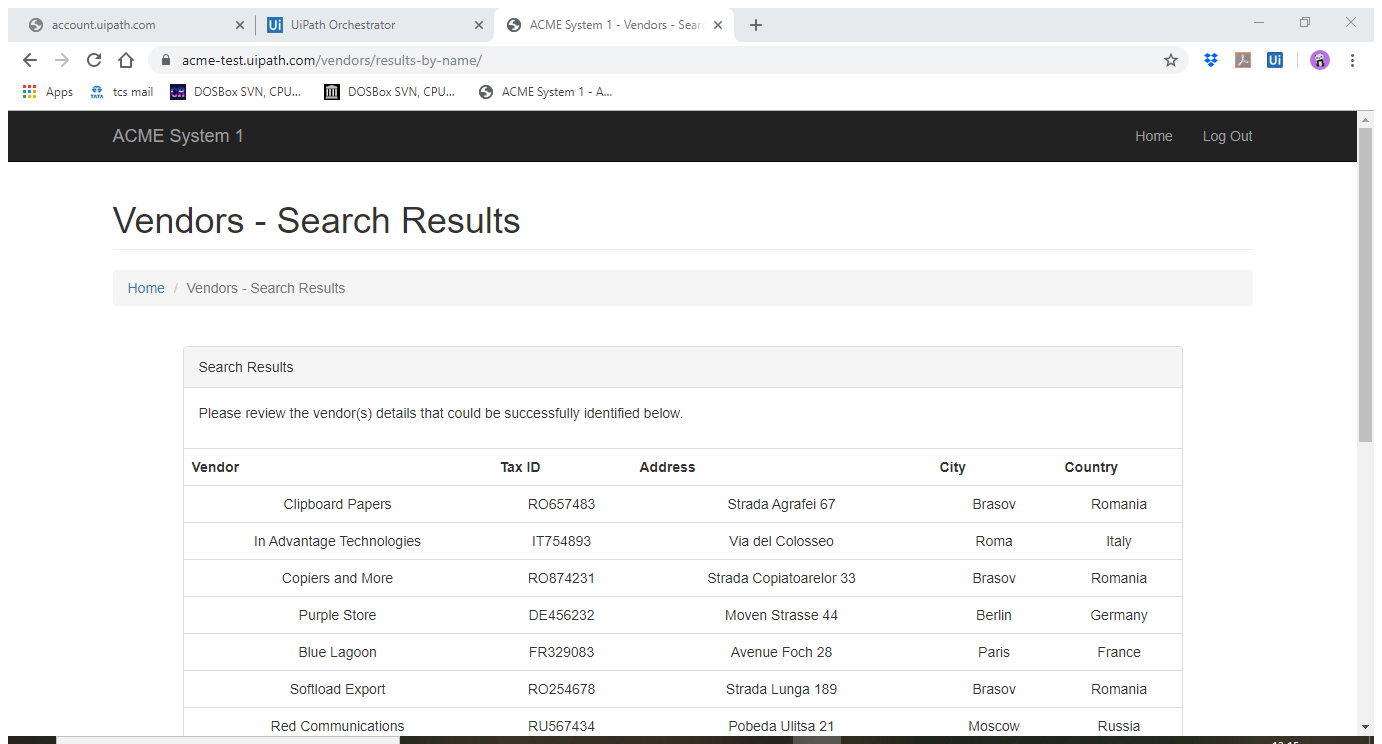 account.uipath.com
UiPath Orchestrator
ACME System 1 - Vendors - Sear
acme-test.uipath.com/vendors/results-by-name/
Apps
TATA
tcs mail
DOSBox SVN, CPU...
DOSBox SVN, CPU...
ACME System 1 - A...
ACME System 1
Home
Log Out
Vendors - Search Results
Home / Vendors - Search Results
Search Results
Please review the vendor(s) details that could be successfully identified below.
Vendor Tax ID Address City Country
Clipboard Papers RO657483 Strada Agrafei 67 Brasov Romania
In Advantage Technologies IT754893 Via del Colosseo Roma Italy
Copiers and More RO874231 Strada Copiatoarelor 33 Brasov Romania
Purple Store DE456232 Moven Strasse 44 Berlin Germany
Blue Lagoon FR329083 Avenue Foch 28 Paris France
Softload Export RO254678 Strada Lunga 189 Brasov Romania
Red Communications RU567434 Pobeda Ulitsa 21 Moscow Russia